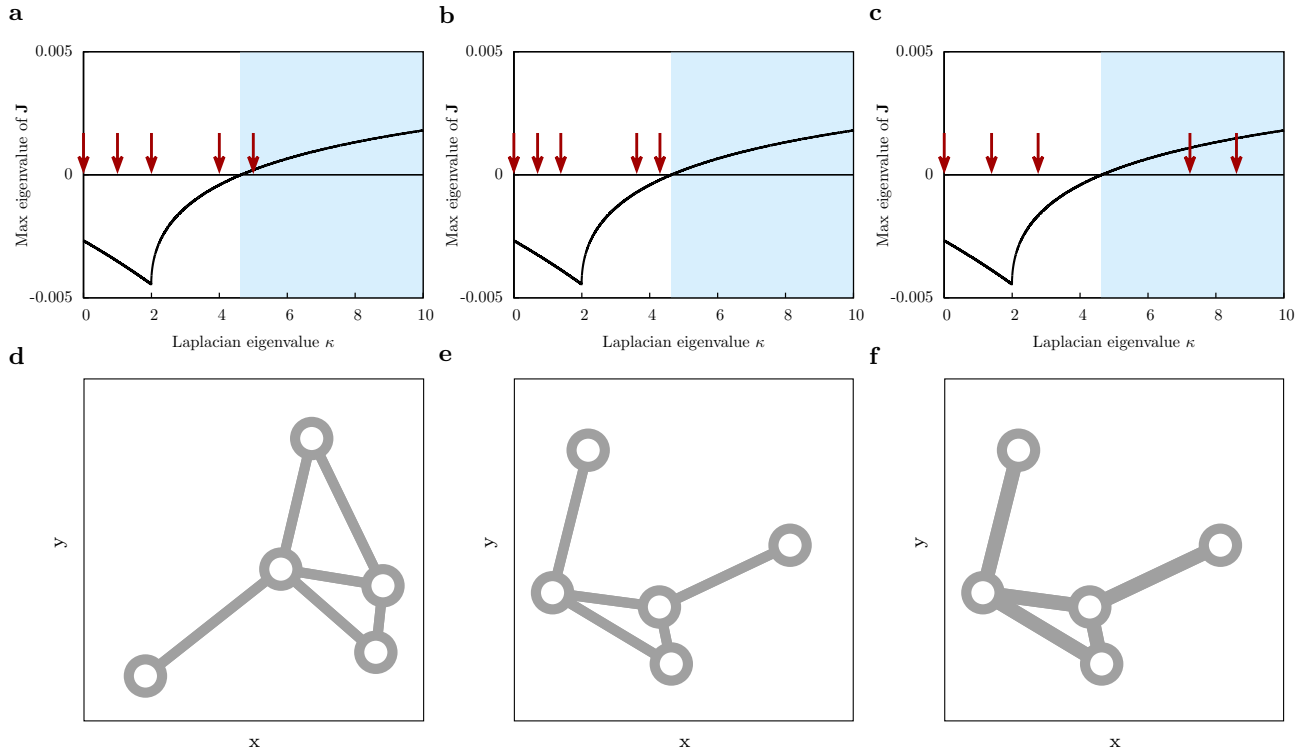 a
b
c
0.005
0
-0.005
Max eigenvalue of J
0 2 4 6 8 10
Laplacian eigenvalue κ
0.005
0
-0.005
Max eigenvalue of J
0 2 4 6 8 10
Laplacian eigenvalue κ
0.005
0
-0.005
Max eigenvalue of J
0 2 4 6 8 10
Laplacian eigenvalue κ
d
e
f
y
x
y
x
y
x